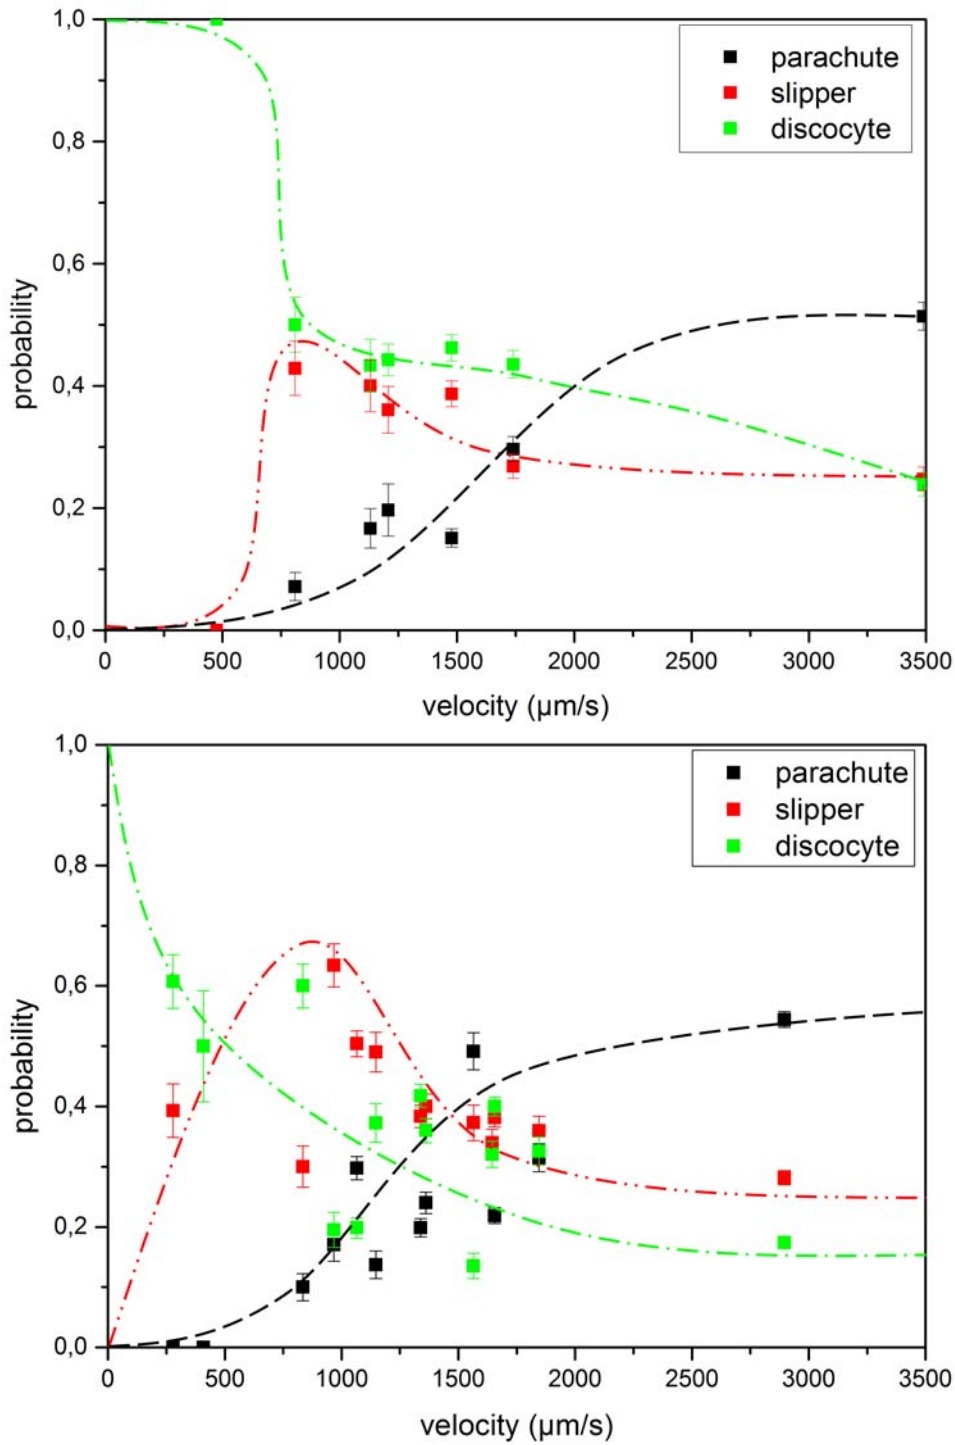 1,0
0,8
0,6
0,4
0,2
0,0
probability
parachute
slipper
discocyte
0 500 1000 1500 2000 2500 3000 3500
velocity (µm/s)
1,0
0,8
0,6
0,4
0,2
0,0
probability
parachute
slipper
discocyte
0 500 1000 1500 2000 2500 3000 3500
velocity (µm/s)